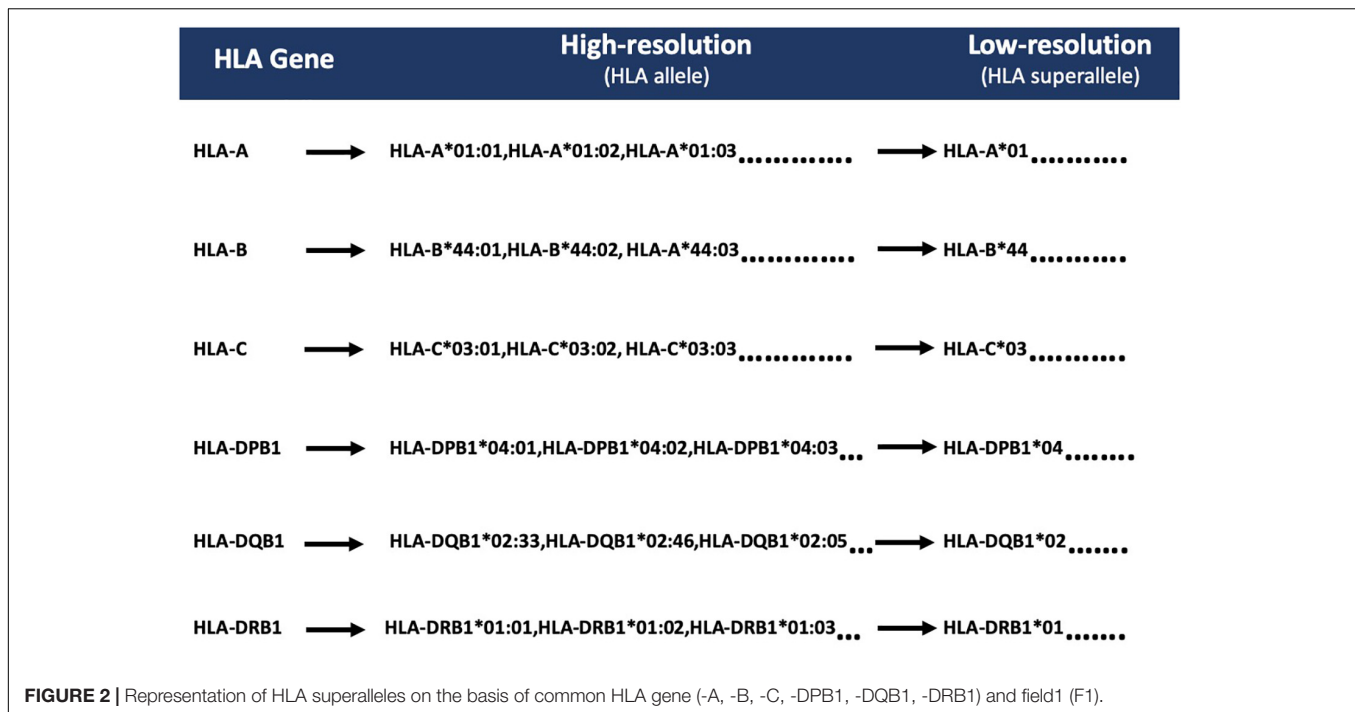 HLA Gene High-resolution Low-resolution
(HLA allele) (HLA superallele)
HLA-A HLA-A*01:01,HLA-A*01:02,HLA-A*01:03............. HLA-A*01...........
HLA-B HLA-B*44:01,HLA-B*44:02, HLA-A*44:03............. HLA-B*44...........
HLA-C HLA-C*03:01,HLA-C*03:02, HLA-C*03:03............. HLA-C*03...........
HLA-DPB1 HLA-DPB1*04:01,HLA-DPB1*04:02,HLA-DPB1*04:03... HLA-DPB1*04........
HLA-DQB1 HLA-DQB1*02:33,HLA-DQB1*02:46,HLA-DQB1*02:05... HLA-DQB1*02.......
HLA-DRB1 HLA-DRB1*01:01,HLA-DRB1*01:02,HLA-DRB1*01:03... HLA-DRB1*01.......
FIGURE 2 | Representation of HLA superalleles on the basis of common HLA gene (-A, -B, -C, -DPB1, -DQB1, -DRB1) and field1 (F1).